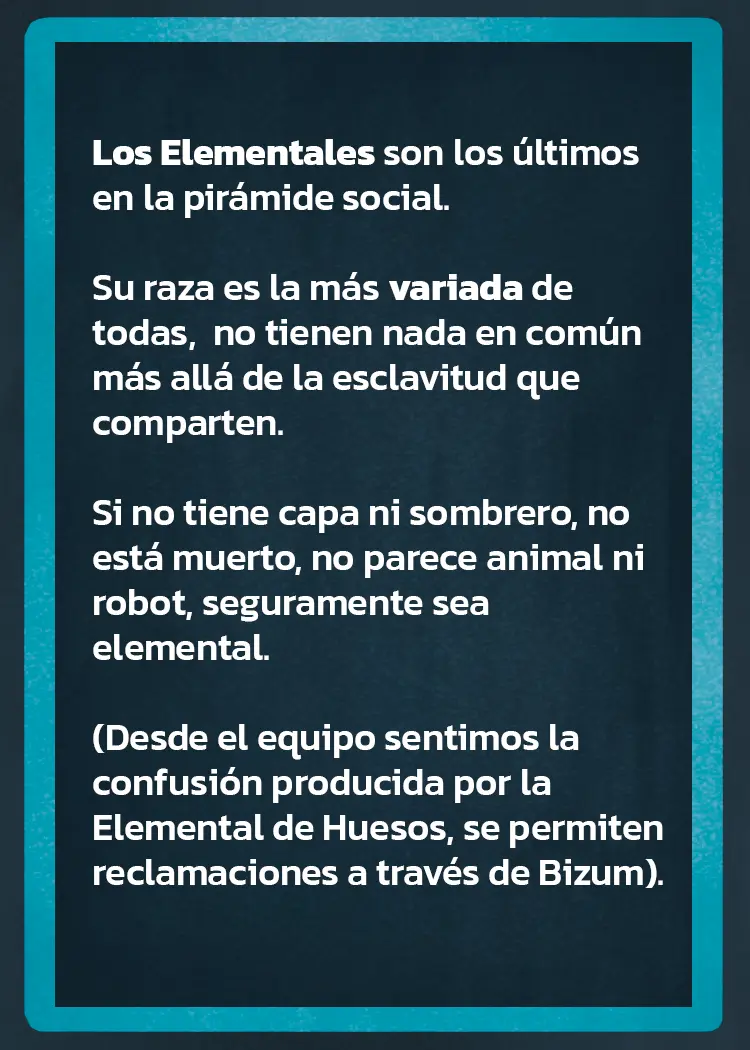 Los Elementales son los últimos
en la pirámide social.
Su raza es la más variada de
todas,  no tienen nada en común
más allá de la esclavitud que
comparten.
Si no tiene capa ni sombrero, no
está muerto, no parece animal ni
robot, seguramente sea
elemental.
(Desde el equipo sentimos la
confusión producida por la
Elemental de Huesos, se permiten
reclamaciones a través de Bizum).